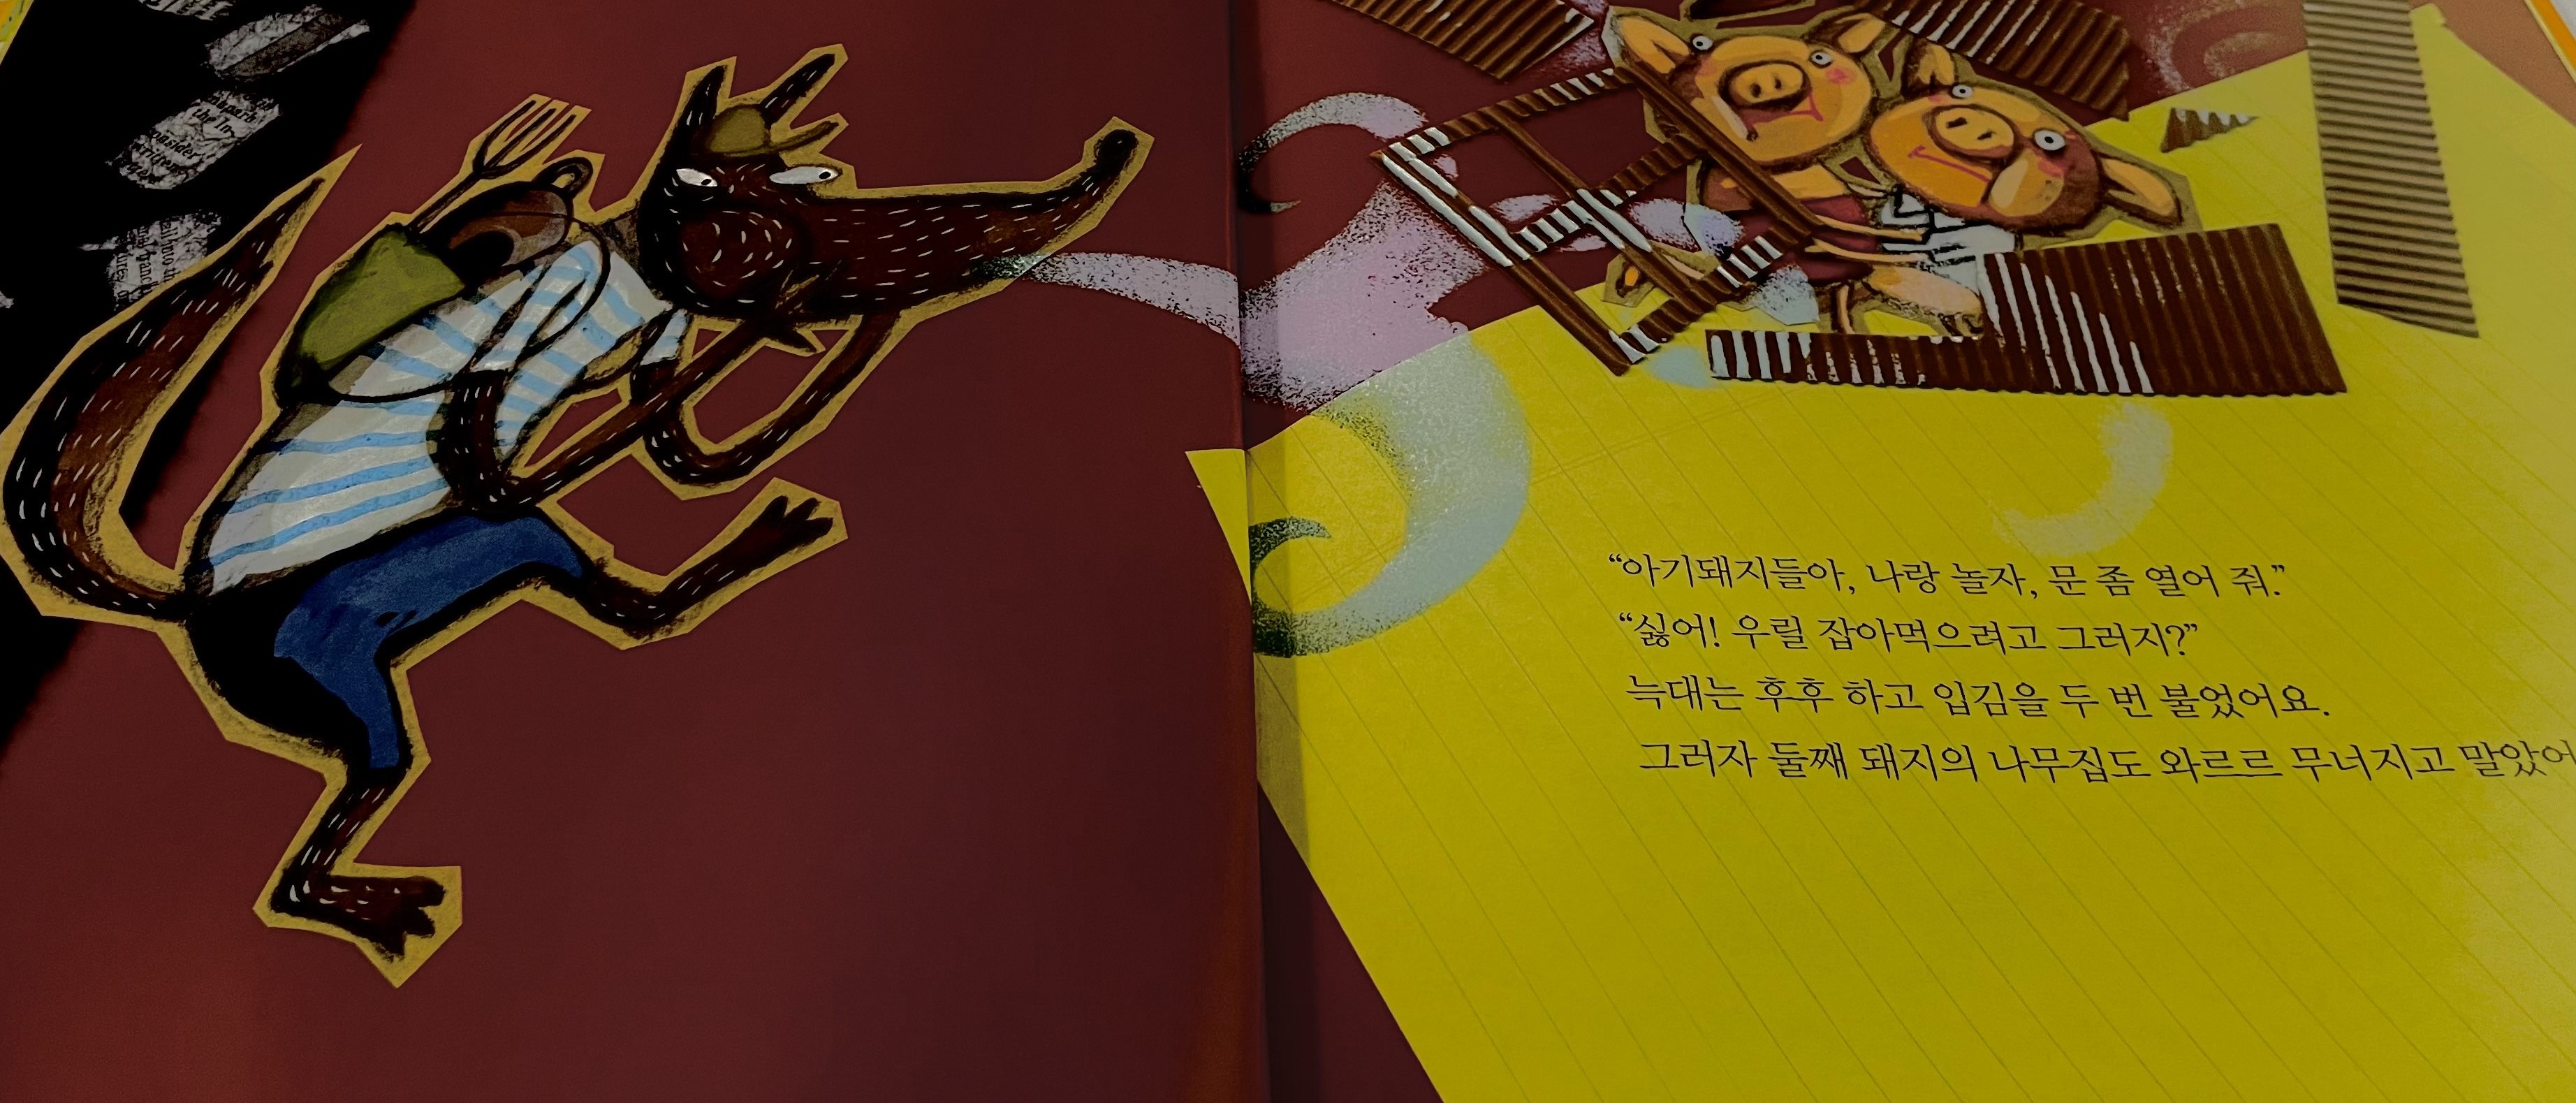 the In-
"아기돼지들아, 나랑 놀자, 문 좀 열어 줘."
"싫어! 우릴 잡아먹으려고 그러지?"
늑대는 후후 하고 입김을 두 번 불었어요.
그러자 둘째 돼지의 나무집도 와르르 무너지고 말았어